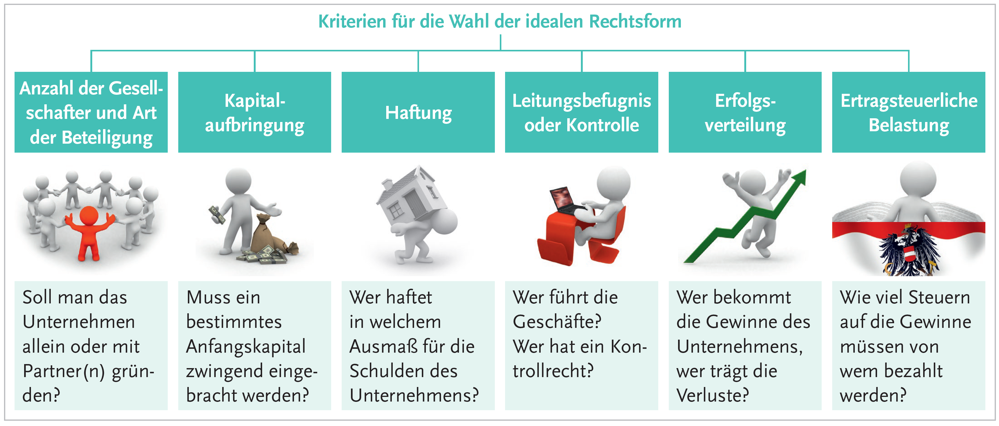 Kriterien für die Wahl der idealen Rechtsform
Anzahl der Gesell-
schafter und Art
der Beteiligung
Kapital-
aufbringung
Haftung
Leitungsbefugnis
oder Kontrolle
Erfolgs-
verteilung
Ertragsteuerliche
Belastung
Soll man das
Unternehmen
allein oder mit
Partner(n) grün-
den?
Muss ein
bestimmtes
Anfangskapital
zwingend einge-
bracht werden?
Wer haftet
in welchem
Ausmaß für die
Schulden des
Unternehmens?
Wer führt die
Geschäfte?
Wer hat ein Kon-
trollrecht?
Wer bekommt
die Gewinne des
Unternehmens,
wer trägt die
Verluste?
Wie viel Steuern
auf die Gewinne
müssen von
wem bezahlt
werden?